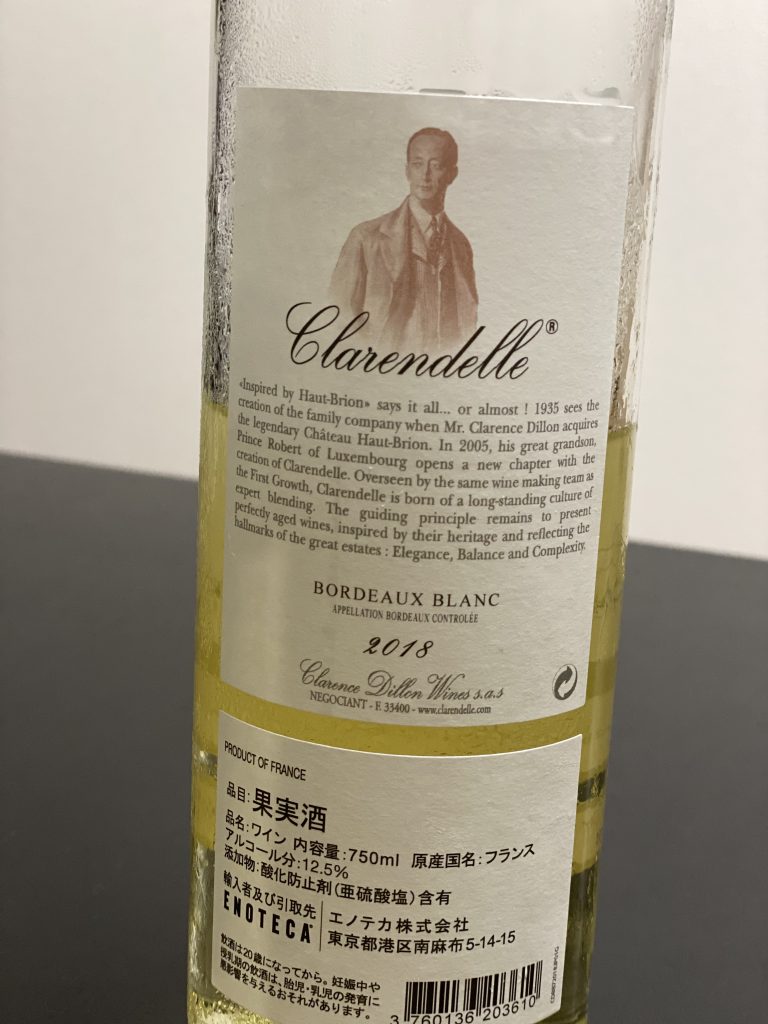 Clarendelle®
«Inspired by Haut-Brion» says it all... or almost ! 1935 sees the
creation of the family company when Mr. Clarence Dillon acquires
the legendary Château Haut-Brion. In 2005, his great grandson,
Prince Robert of Luxembourg opens a new chapter with the
creation of Clarendelle. Overseen by the same wine making team as
the First Growth, Clarendelle is born of a long-standing culture of
expert blending. The guiding principle remains to present
perfectly aged wines, inspired by their heritage and reflecting the
hallmarks of the great estates : Elegance, Balance and Complexity.
BORDEAUX BLANC
APPELLATION BORDEAUX CONTROLÉE
2018
Clarence Dillon Wines s.a.s
NEGOCIANT - F. 33400 - www.clarendelle.com
PRODUCT OF FRANCE
品目:果実酒
品名:ワイン 内容量:750ml 原産国名:フランス
アルコール分:12.5%
添加物:酸化防止剤(亜硫酸塩)含有
輸入者及び引取先
ENOTECA
エノテカ株式会社
東京都港区南麻布5-14-15
飲酒は20歳になってから。妊娠中や
授乳期の飲酒は、胎児・乳児の発育に
悪影響を与えるおそれがあります。
3 760136 203610